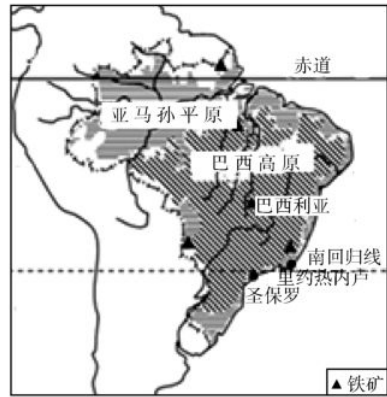 赤道
亚马孙平原
巴西高原
巴西利亚
南回归线
里约热内卢
圣保罗
▲铁矿